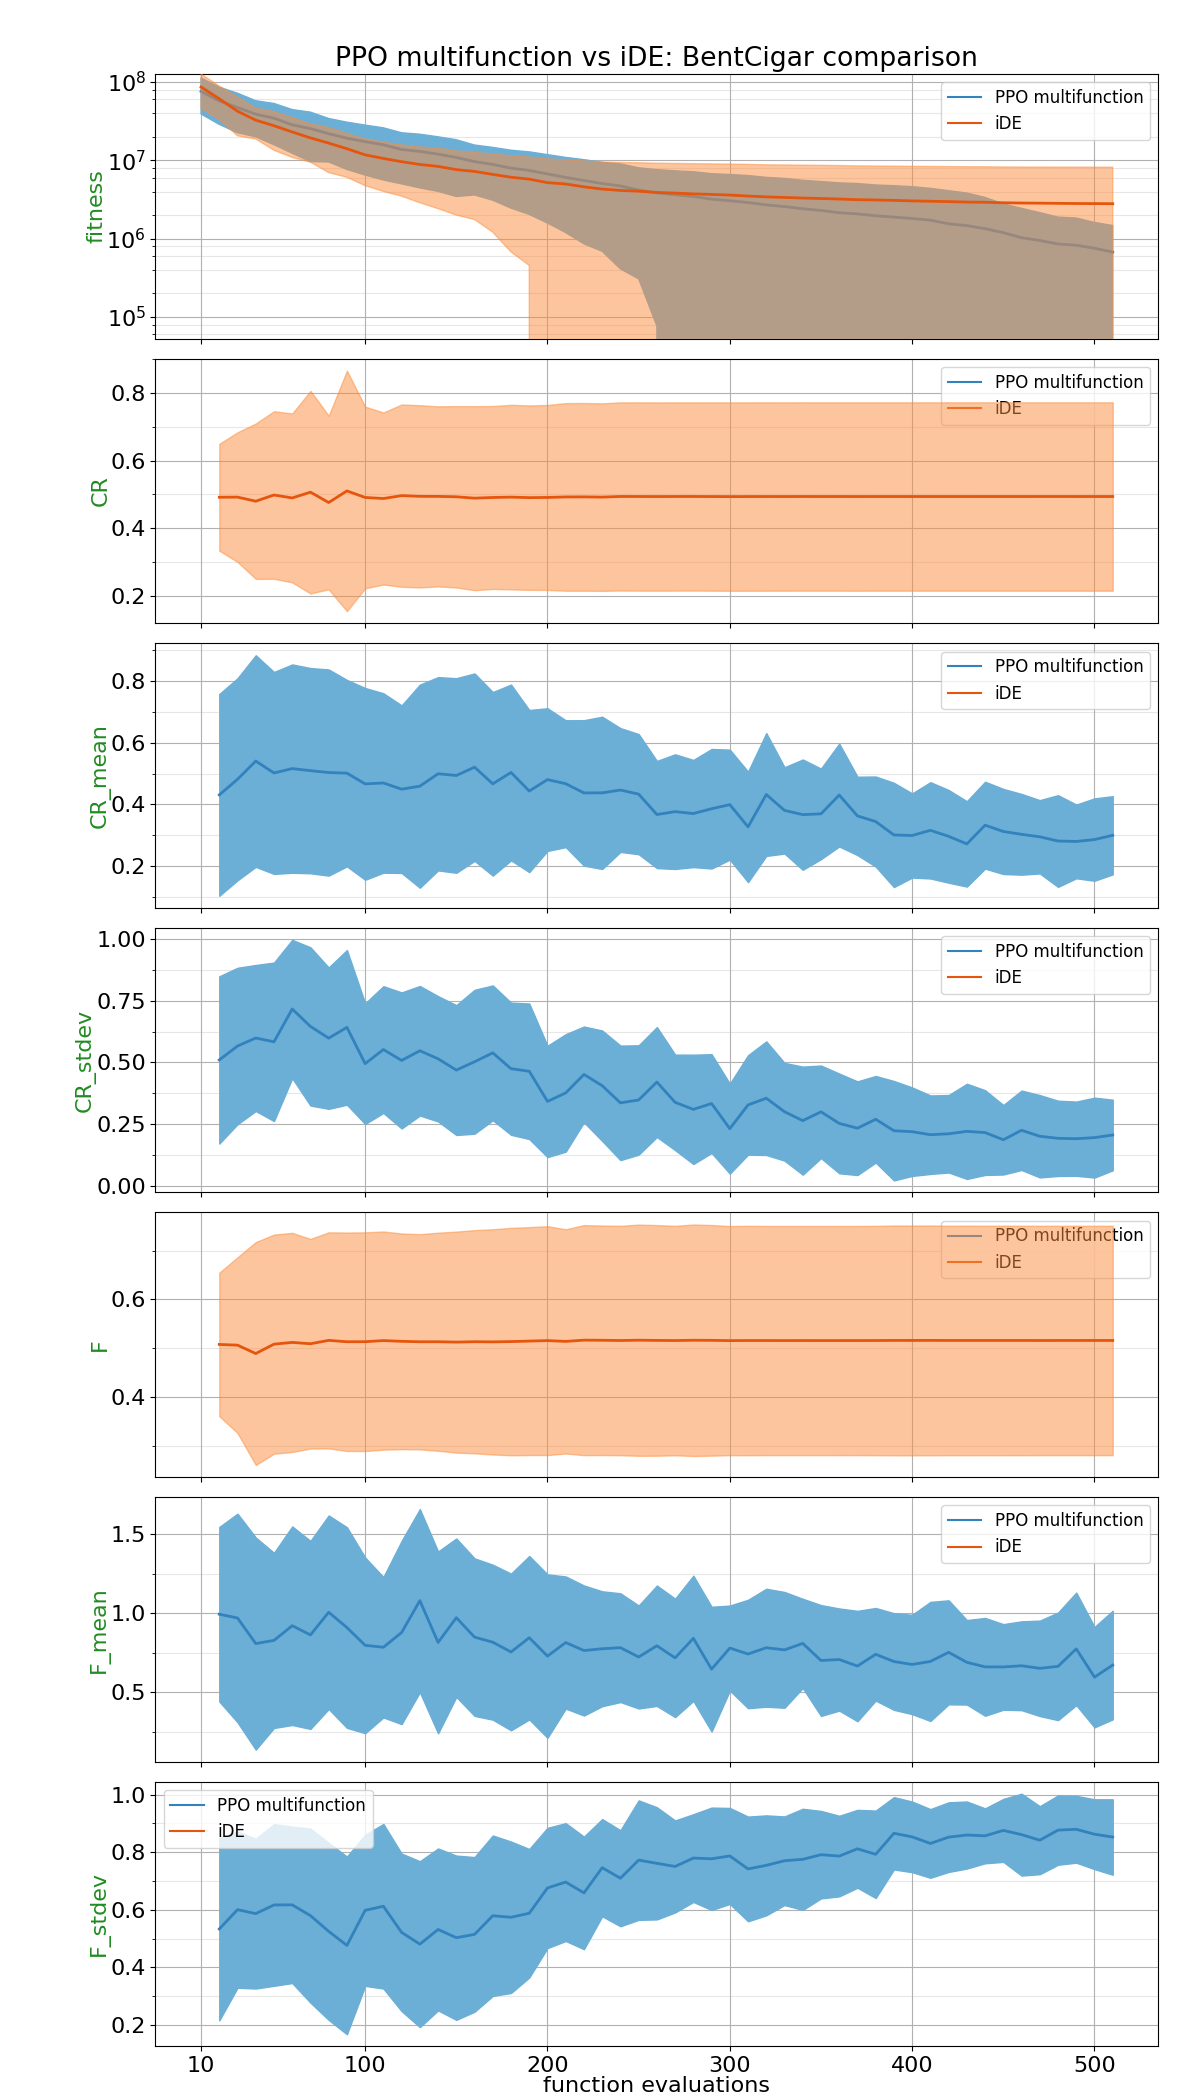 PPO multifunction vs iDE: BentCigar comparison
10^8
10^7
10^6
10^5
fitness
PPO multifunction
iDE
0.8
0.6
0.4
0.2
CR
PPO multifunction
iDE
0.8
0.6
0.4
0.2
CR_mean
PPO multifunction
iDE
1.00
0.75
0.50
0.25
0.00
CR_stdev
PPO multifunction
iDE
0.6
0.4
F
PPO multifunction
iDE
1.5
1.0
0.5
F_mean
PPO multifunction
iDE
1.0
0.8
0.6
0.4
0.2
F_stdev
PPO multifunction
iDE
10 100 200 300 400 500
function evaluations